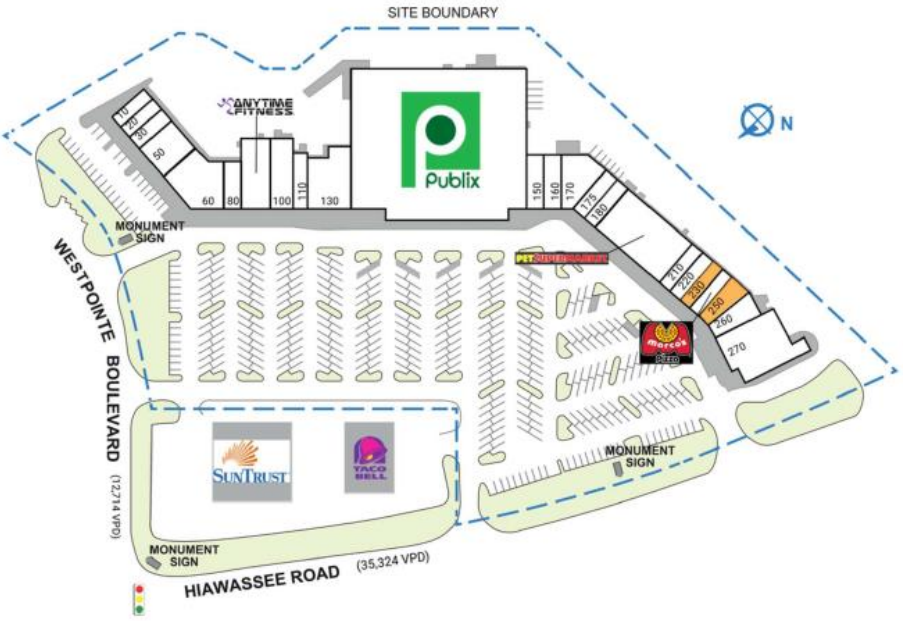 SITE BOUNDARY
ANYTIME
FITNESS
Publix
N
10
20
30
50
60
80
100
110
130
150
160
170
175
180
210
220
230
250
260
270
MONUMENT
SIGN
PET SUPERMARKET
Marco's
Pizza
WESTPOINTE BOULEVARD (12,714 VPD)
SUNTRUST
TACO
BELL
MONUMENT
SIGN
MONUMENT
SIGN
HIAWASSEE ROAD (35,324 VPD)